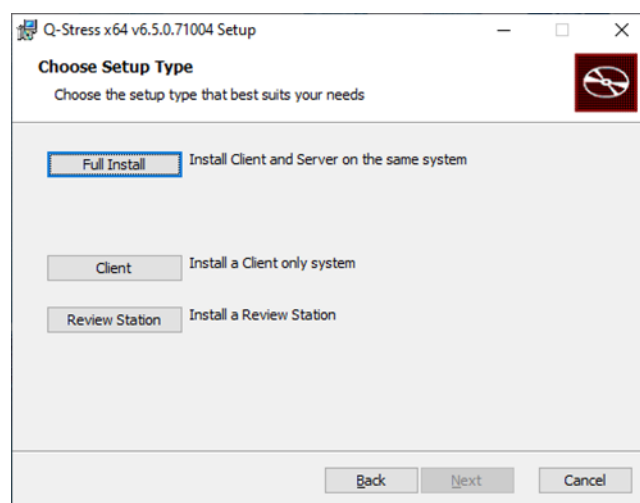 Q-Stress x64 v6.5.0.71004 Setup
Choose Setup Type
Choose the setup type that best suits your needs
Full Install Install Client and Server on the same system
Client Install a Client only system
Review Station Install a Review Station
Back Next Cancel